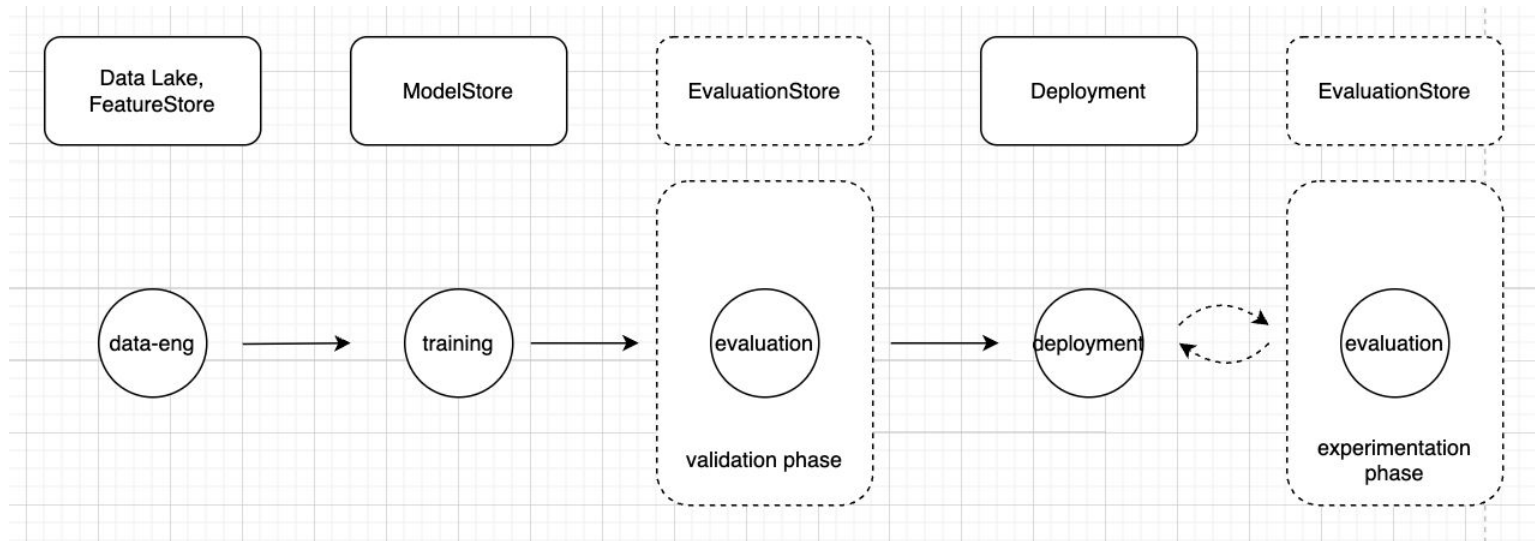 Data Lake,
FeatureStore
ModelStore
EvaluationStore
Deployment
EvaluationStore
data-eng
training
evaluation
deployment
evaluation
validation phase
experimentation
phase